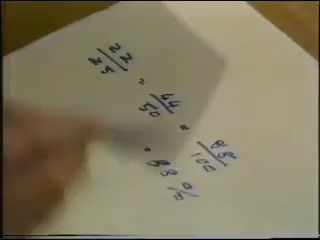 22/25 = 44/50 = 88/100
= 88%